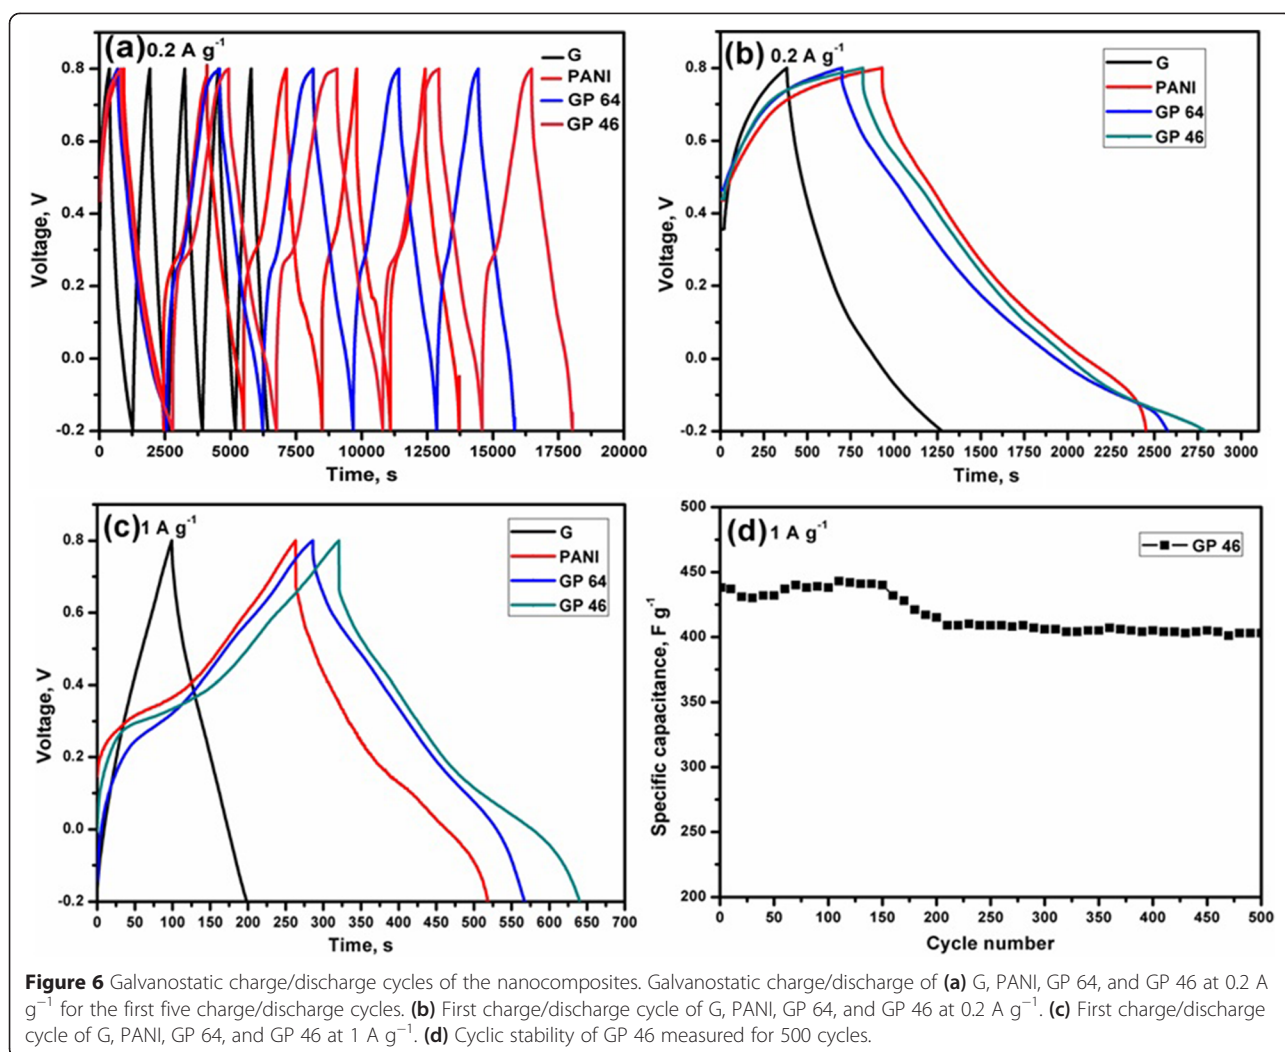 (a) 0.2 A g⁻¹
G
PANI
GP 64
GP 46
0.8
0.6
0.4
0.2
0.0
-0.2
Voltage, V
0 2500 5000 7500 10000 12500 15000 17500 20000
Time, s
(b) 0.2 A g⁻¹
G
PANI
GP 64
GP 46
0.8
0.6
0.4
0.2
0.0
-0.2
Voltage, V
0 250 500 750 1000 1250 1500 1750 2000 2250 2500 2750 3000
Time, s
(c) 1 A g⁻¹
G
PANI
GP 64
GP 46
0.8
0.6
0.4
0.2
0.0
-0.2
Voltage, V
0 50 100 150 200 250 300 350 400 450 500 550 600 650 700
Time, s
(d) 1 A g⁻¹
GP 46
500
450
400
350
300
250
200
Specific capacitance, F g⁻¹
0 50 100 150 200 250 300 350 400 450 500
Cycle number
Figure 6 Galvanostatic charge/discharge cycles of the nanocomposites. Galvanostatic charge/discharge of (a) G, PANI, GP 64, and GP 46 at 0.2 A
g⁻¹ for the first five charge/discharge cycles. (b) First charge/discharge cycle of G, PANI, GP 64, and GP 46 at 0.2 A g⁻¹. (c) First charge/discharge
cycle of G, PANI, GP 64, and GP 46 at 1 A g⁻¹. (d) Cyclic stability of GP 46 measured for 500 cycles.